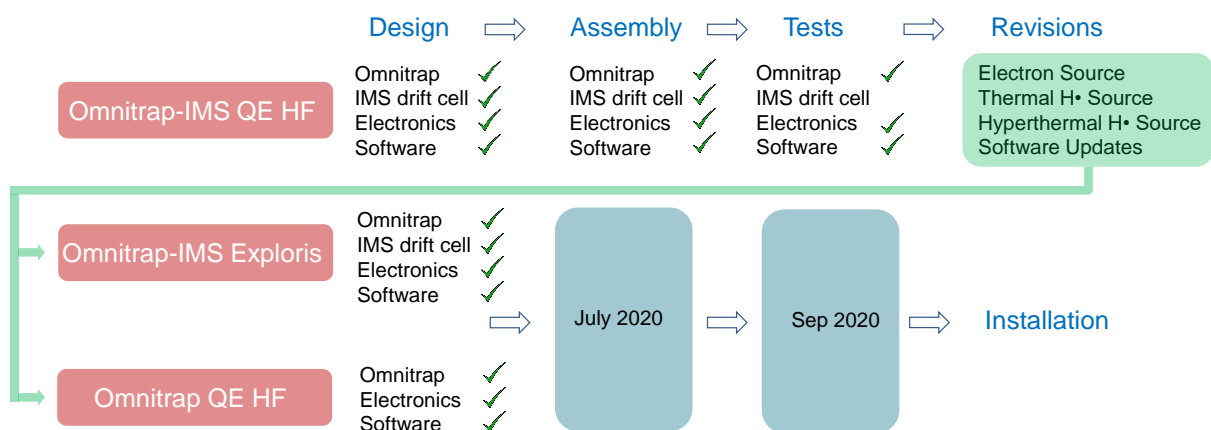 Design
Assembly
Tests
Revisions
Omnitrap-IMS QE HF
Omnitrap
IMS drift cell
Electronics
Software
Omnitrap
IMS drift cell
Electronics
Software
Omnitrap
IMS drift cell
Electronics
Software
Electron Source
Thermal H• Source
Hyperthermal H• Source
Software Updates
Omnitrap-IMS Exploris
Omnitrap
IMS drift cell
Electronics
Software
July 2020
Sep 2020
Installation
Omnitrap QE HF
Omnitrap
Electronics
Software